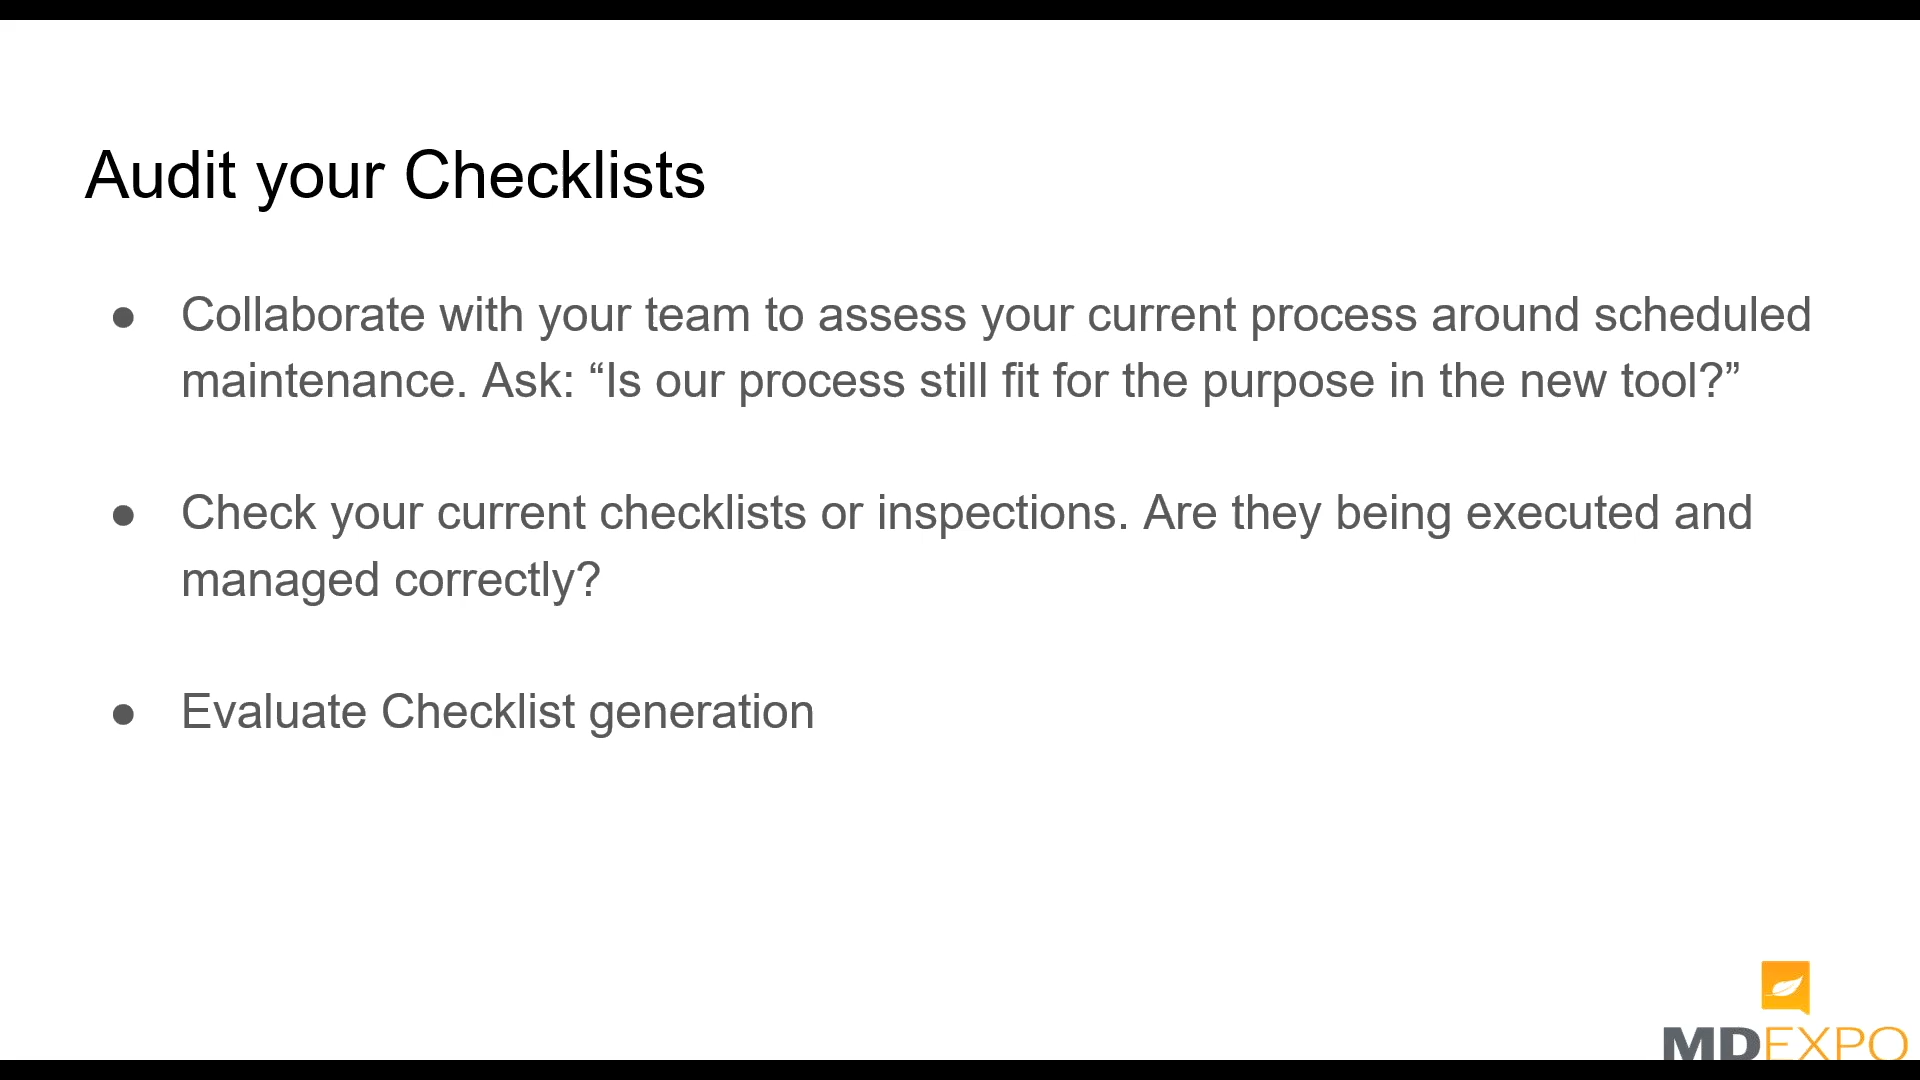 Audit your Checklists
● Collaborate with your team to assess your current process around scheduled
maintenance. Ask: “Is our process still fit for the purpose in the new tool?”
● Check your current checklists or inspections. Are they being executed and
managed correctly?
● Evaluate Checklist generation
MDEXPO